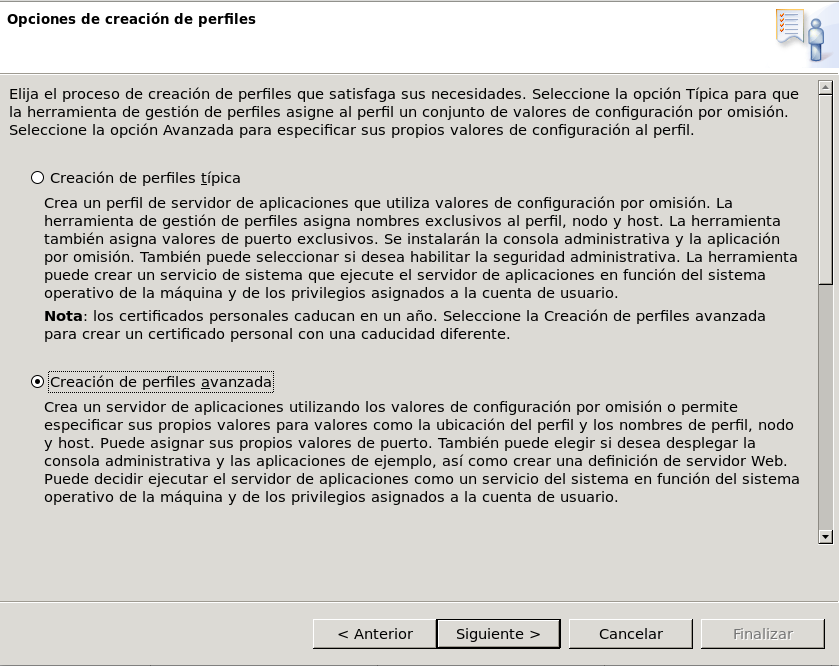 Opciones de creación de perfiles
Elija el proceso de creación de perfiles que satisfaga sus necesidades. Seleccione la opción Típica para que
la herramienta de gestión de perfiles asigne al perfil un conjunto de valores de configuración por omisión.
Seleccione la opción Avanzada para especificar sus propios valores de configuración al perfil.
Creación de perfiles típica
Crea un perfil de servidor de aplicaciones que utiliza valores de configuración por omisión. La
herramienta de gestión de perfiles asigna nombres exclusivos al perfil, nodo y host. La herramienta
también asigna valores de puerto exclusivos. Se instalarán la consola administrativa y la aplicación
por omisión. También puede seleccionar si desea habilitar la seguridad administrativa. La herramienta
puede crear un servicio de sistema que ejecute el servidor de aplicaciones en función del sistema
operativo de la máquina y de los privilegios asignados a la cuenta de usuario.
Nota: los certificados personales caducan en un año. Seleccione la Creación de perfiles avanzada
para crear un certificado personal con una caducidad diferente.
Creación de perfiles avanzada
Crea un servidor de aplicaciones utilizando los valores de configuración por omisión o permite
especificar sus propios valores para valores como la ubicación del perfil y los nombres de perfil, nodo
y host. Puede asignar sus propios valores de puerto. También puede elegir si desea desplegar la
consola administrativa y las aplicaciones de ejemplo, así como crear una definición de servidor Web.
Puede decidir ejecutar el servidor de aplicaciones como un servicio del sistema en función del sistema
operativo de la máquina y de los privilegios asignados a la cuenta de usuario.
< Anterior
Siguiente >
Cancelar
Finalizar